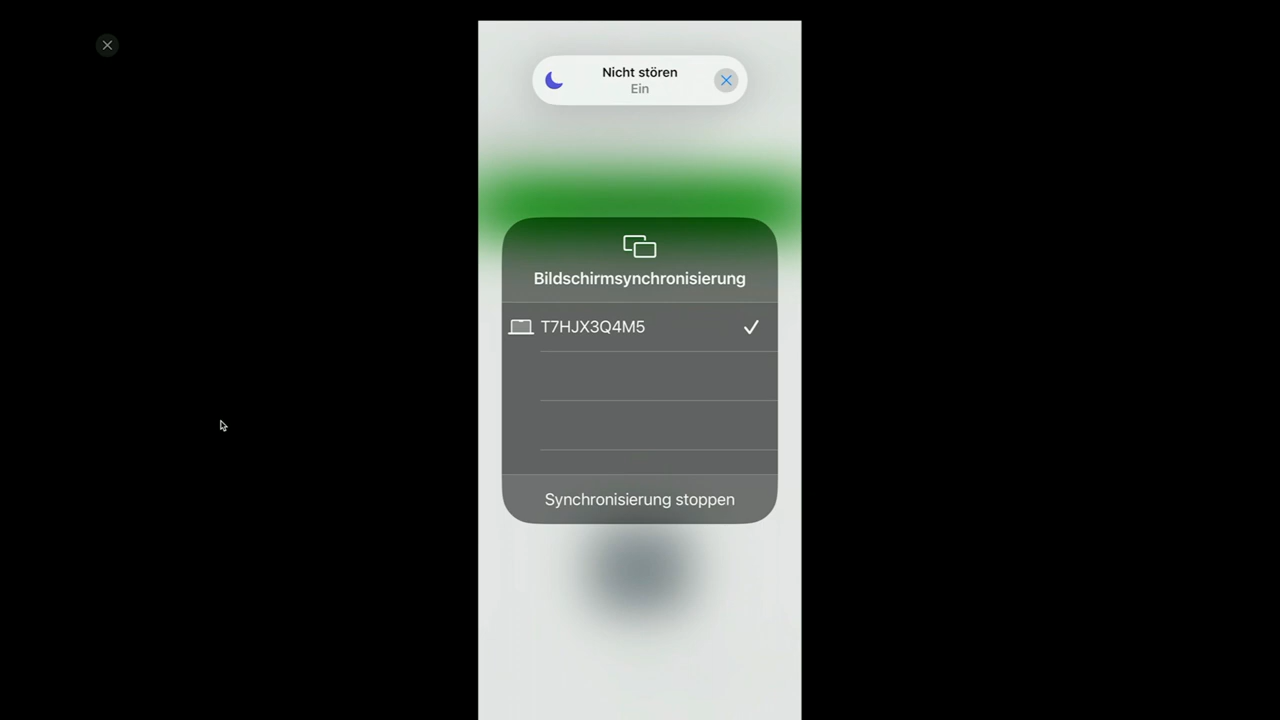 Nicht stören
Ein
Bildschirmsynchronisierung
T7HJX3Q4M5
Synchronisierung stoppen